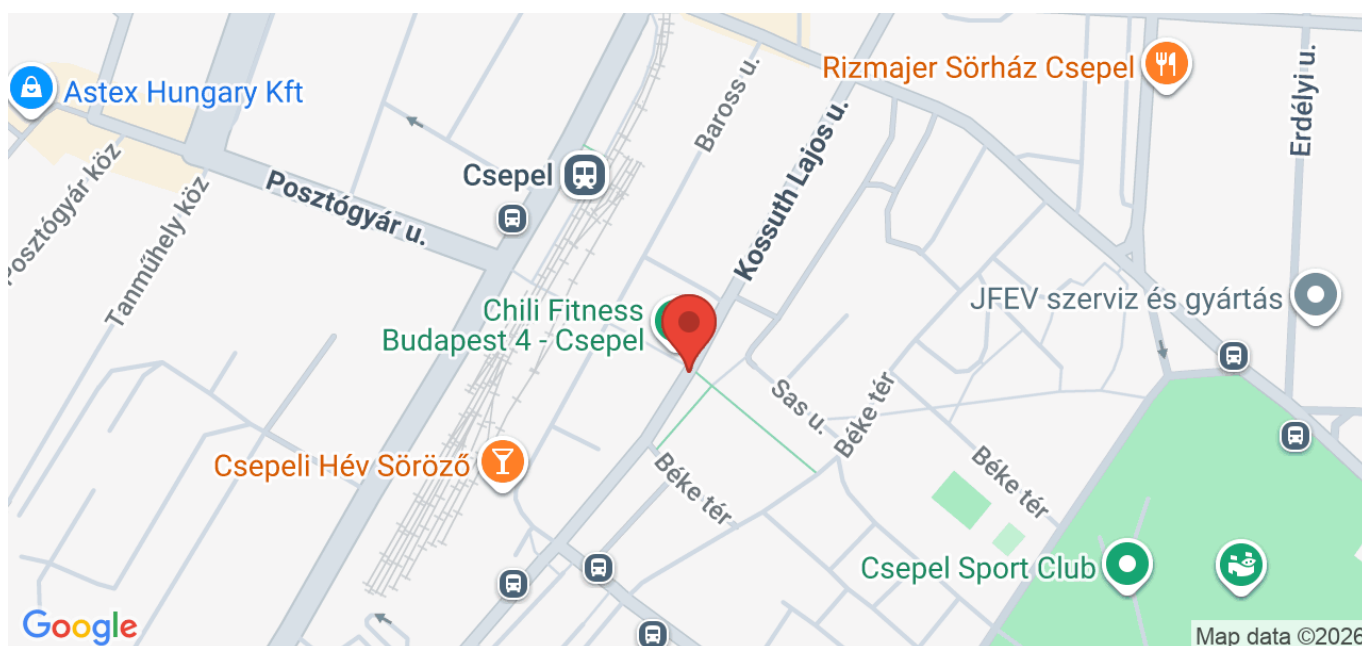 Rizmajer Sörház Csepel
Astex Hungary Kft
Baross u.
Erdélyi u.
Kossuth Lajos u.
Csepel
Posztógyár köz
Tanműhely köz
Posztógyár u.
JFEV szerviz és gyártás
Chili Fitness
Budapest 4 - Csepel
Sas u.
Béke tér
Béke tér
Béke tér
Csepeli Hév Söröző
Csepel Sport Club
Google
Map data ©2026